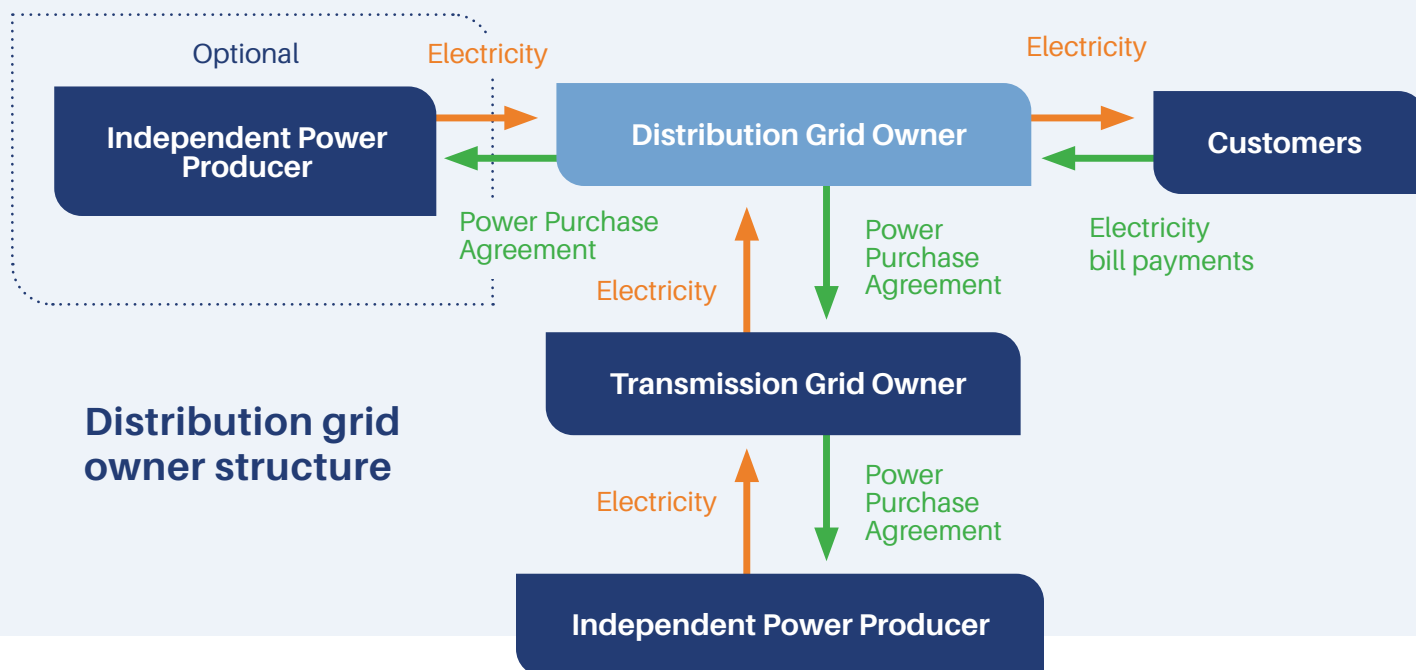 Optional
Electricity
Electricity
Independent Power
Producer
Distribution Grid Owner
Customers
Power Purchase
Agreement
Power
Purchase
Agreement
Electricity
bill payments
Electricity
Transmission Grid Owner
Distribution grid
owner structure
Electricity
Power
Purchase
Agreement
Independent Power Producer